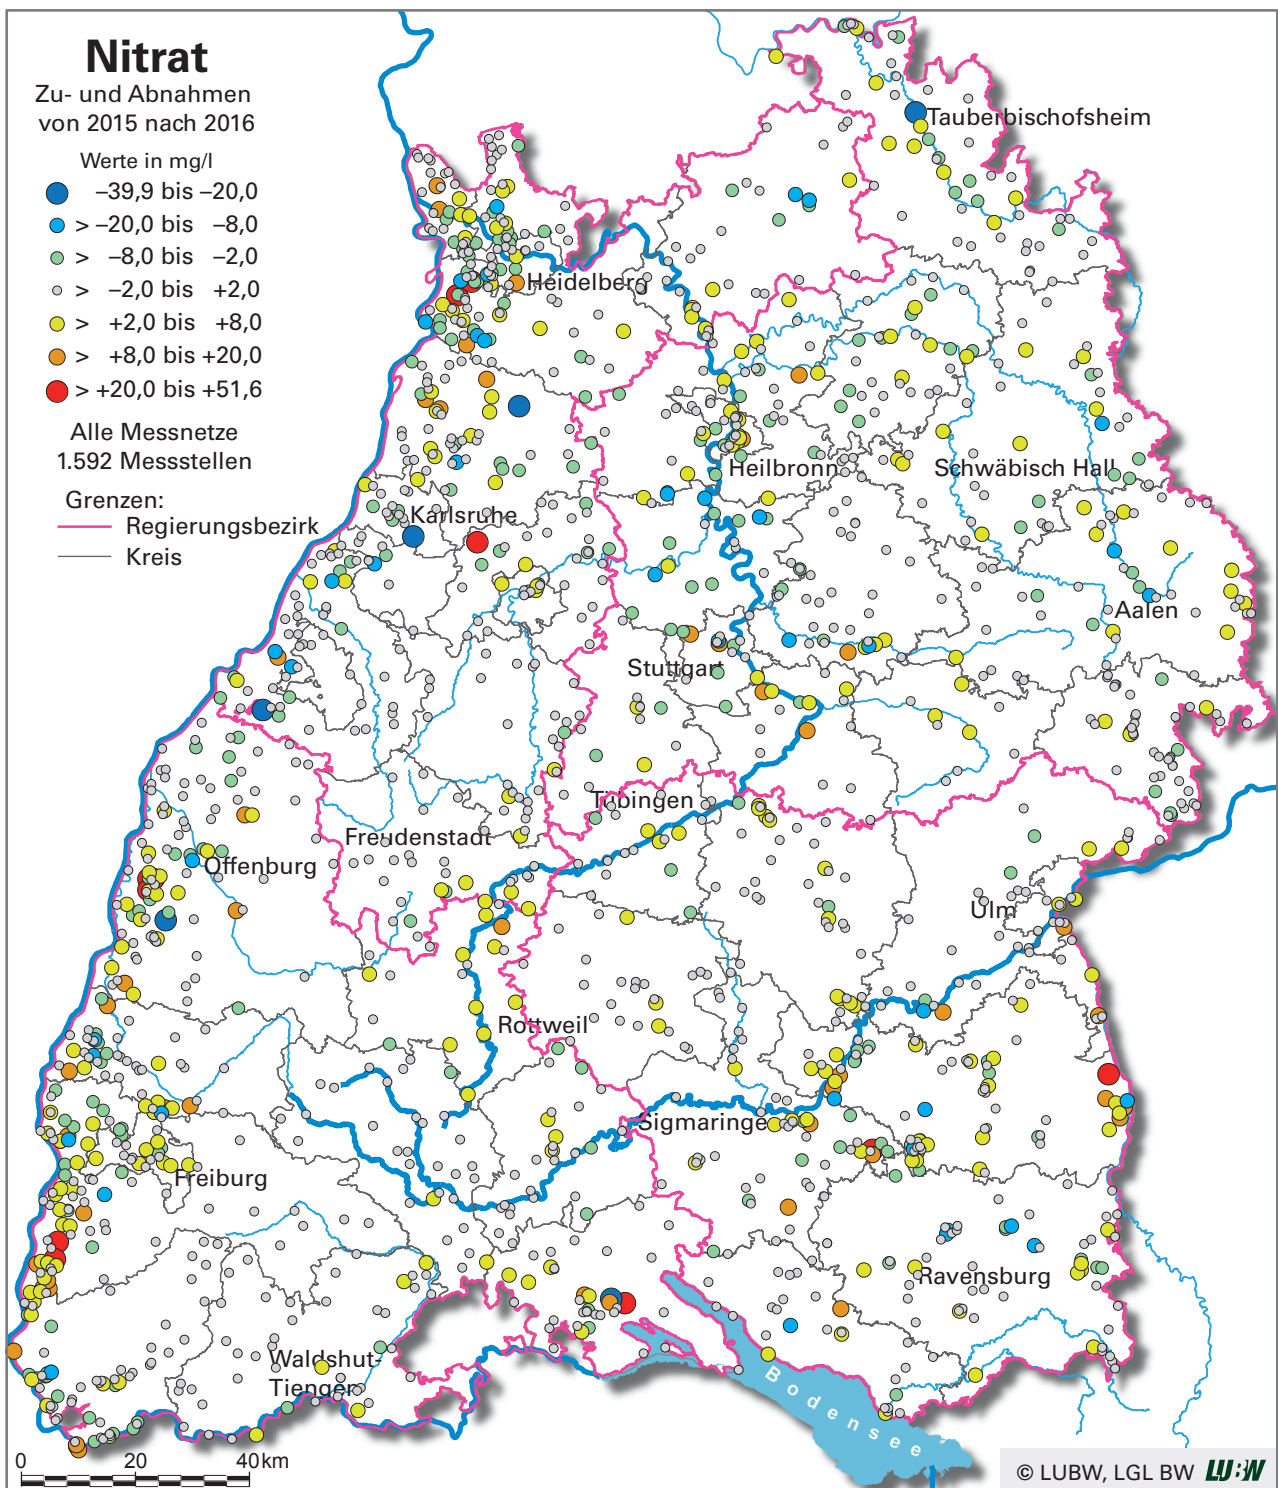 Nitrat
Zu- und Abnahmen
von 2015 nach 2016
Werte in mg/l
–39,9 bis –20,0
> –20,0 bis –8,0
> –8,0 bis –2,0
> –2,0 bis +2,0
> +2,0 bis +8,0
> +8,0 bis +20,0
> +20,0 bis +51,6
Alle Messnetze
1.592 Messstellen
Grenzen:
Regierungsbezirk
Kreis
Tauberbischofsheim
Heidelberg
Heilbronn
Schwäbisch Hall
Karlsruhe
Aalen
Stuttgart
Tübingen
Freudenstadt
Offenburg
Ulm
Rottweil
Sigmaringen
Freiburg
Ravensburg
Waldshut-
Tiengen
Bodensee
0 20 40 km
© LUBW, LGL BW LUBW